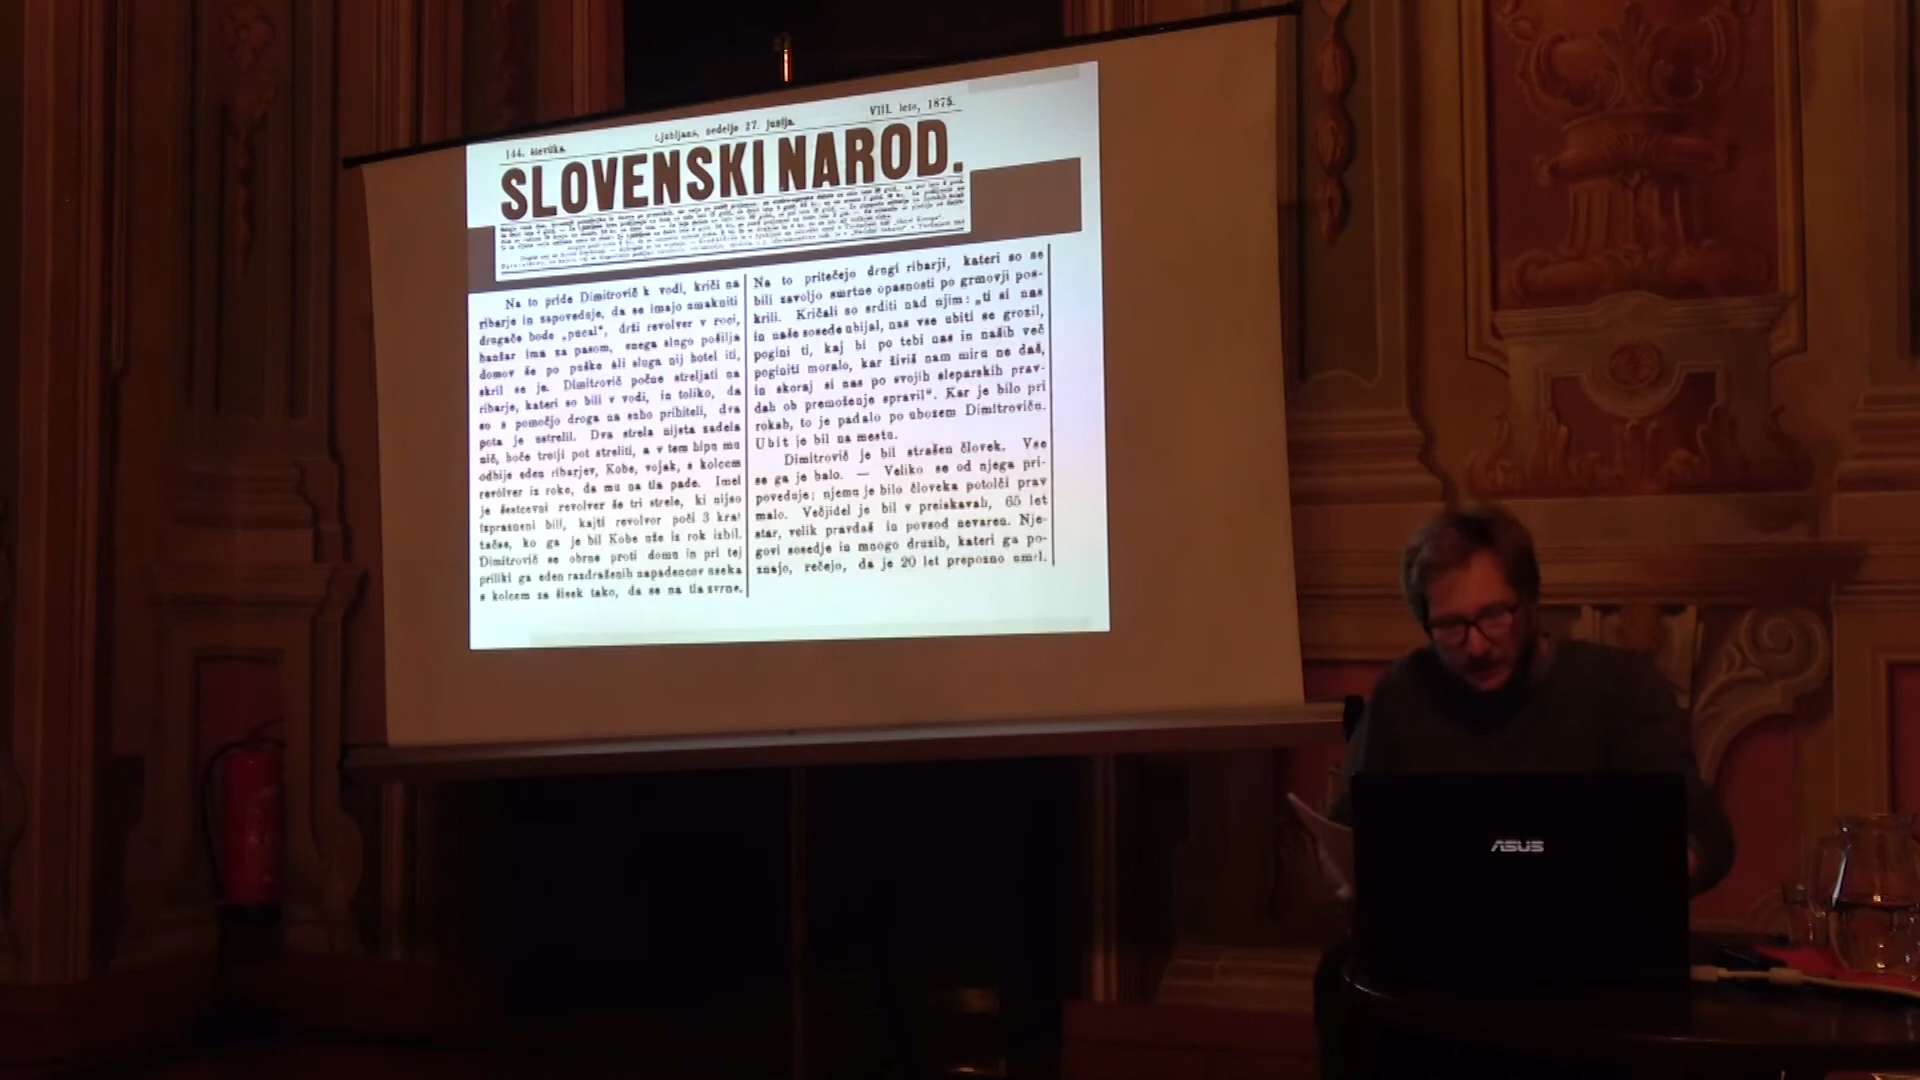 144. številka.
Ljubljana, nedeljo 27. junija.
VIII. leto, 1875.
SLOVENSKI NAROD.
Na to pride Dimitrovič k vodi, kriči na
ribarje in zapoveduje, da se imajo umakniti
drugače bode „pucal“, drži revolver v roci,
handžar ima za pasom, enega slugo pošilja
domov še po puške ali sluga nij hotel iti,
skril se je. Dimitrovič počne streljati na
ribarje, kateri so bili v vodi, in toliko, da
so s pomočjo droga na suho pribiteli, dva
pota je ustrelil. Dva strela nijsta zadela
nič, hoče tretji pot streliti, a v tem hipu mu
odbije eden ribarjev, Kobe, vojak, s kolcem
revolver iz roke, da mu na tla pade. Imel
je šestcevni revolver še tri strele, ki nijso
izprazneni bili, kajti revolver poči 3 krat
tačas, ko ga je bil Kobe uže iz rok izbil.
Dimitrovič se obrne proti domu in pri tej
priliki ga eden razdraženih napadencev useka
s kolcem za šisek tako, da se na tla zvrne.
Na to pritečejo drugi ribarji, kateri so se
bili zavoljo smrtne opasnosti po grmovji pos-
krili. Kričali so srditi nad njim: „ti si nas
in naše sosede ubijal, nas vse ubiti se grozil,
pogini ti, kaj bi po tebi nas in naših več
poginiti moralo, kar živiš nam miru ne daš,
in skoraj si nas po svojih sleparskih prav-
dah ob premoženje spravil“. Kar je bilo pri
rokah, to je padalo po ubozem Dimitroviču.
Ubit je bil na mestu.
Dimitrovič je bil strašen človek. Vse
se ga je balo. — Veliko se od njega pri-
poveduje; njemu je bilo človeka potolči prav
malo. Večjidel je bil v preiskavah, 65 let
star, velik pravdaš in povsod nevaren. Nje-
govi sosedje in mnogo druzih, kateri ga po-
znajo, rečejo, da je 20 let prepozno umrl.
ASUS